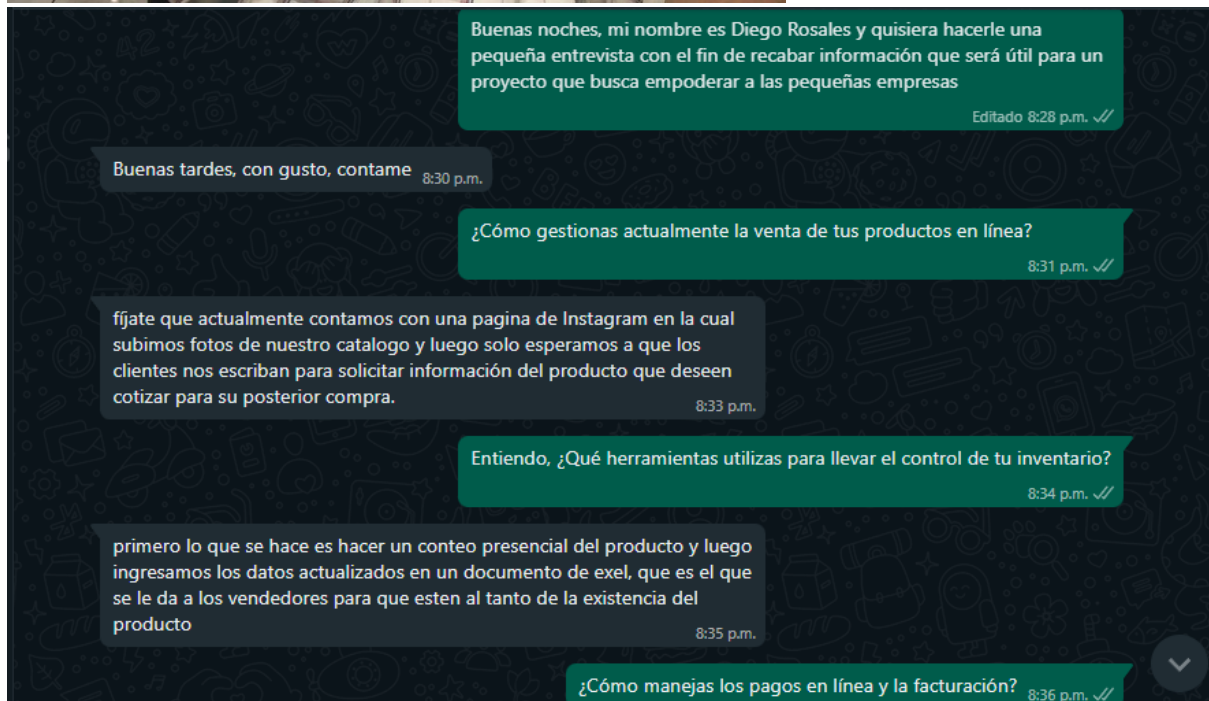 Buenas noches, mi nombre es Diego Rosales y quisiera hacerle una
pequeña entrevista con el fin de recabar información que será útil para un
proyecto que busca empoderar a las pequeñas empresas
Editado 8:28 p.m.
Buenas tardes, con gusto, contame 8:30 p.m.
¿Cómo gestionas actualmente la venta de tus productos en línea?
8:31 p.m.
fíjate que actualmente contamos con una pagina de Instagram en la cual
subimos fotos de nuestro catalogo y luego solo esperamos a que los
clientes nos escriban para solicitar información del producto que deseen
cotizar para su posterior compra.
8:33 p.m.
Entiendo, ¿Qué herramientas utilizas para llevar el control de tu inventario?
8:34 p.m.
primero lo que se hace es hacer un conteo presencial del producto y luego
ingresamos los datos actualizados en un documento de exel, que es el que
se le da a los vendedores para que esten al tanto de la existencia del
producto
8:35 p.m.
¿Cómo manejas los pagos en línea y la facturación? 8:36 p.m.